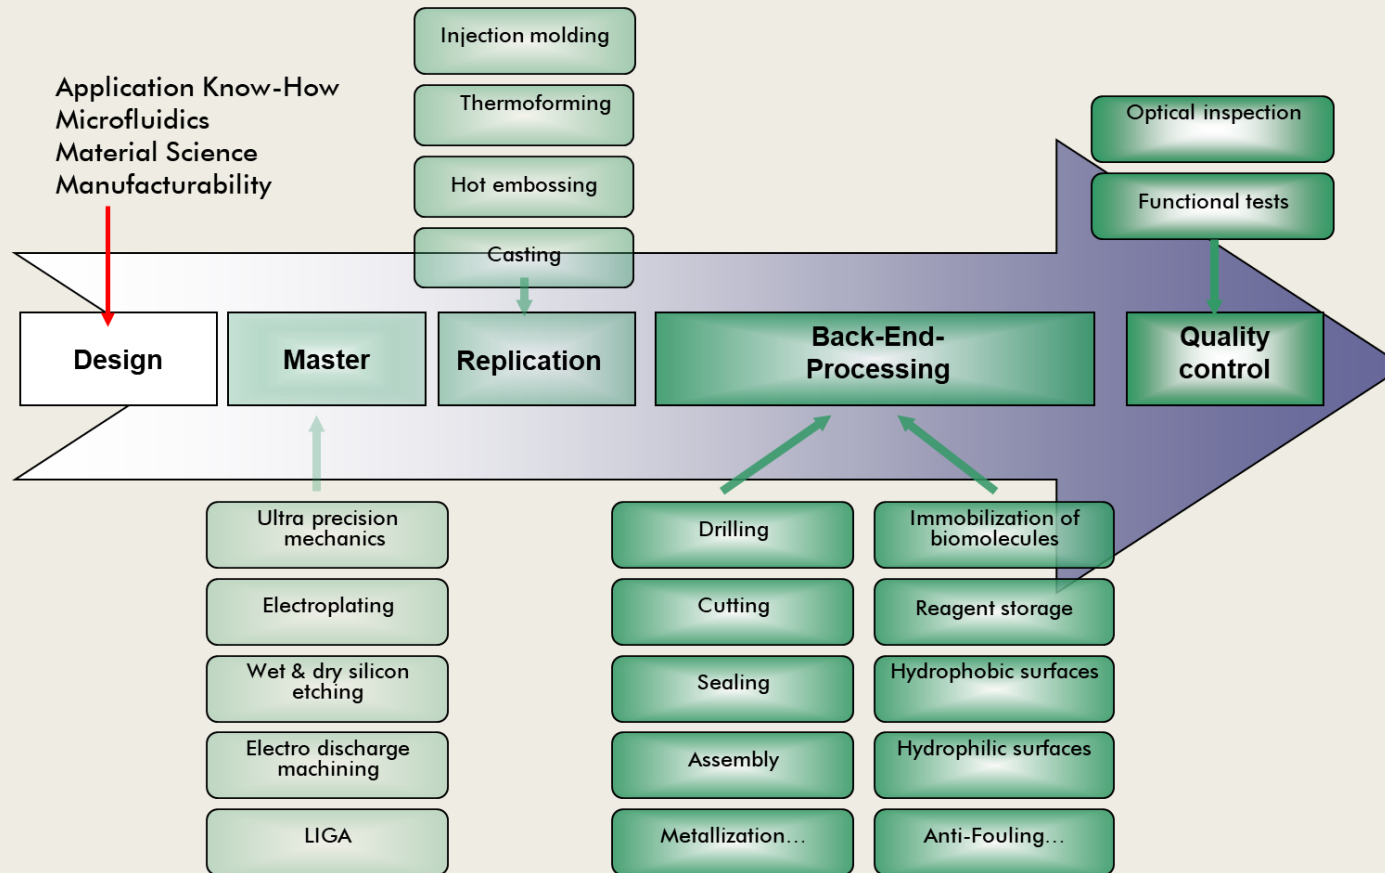 Injection molding
Application Know-How
Microfluidics
Material Science
Manufacturability
Thermoforming
Hot embossing
Casting
Optical inspection
Functional tests
Design
Master
Replication
Back-End-
Processing
Quality
control
Ultra precision
mechanics
Electroplating
Wet & dry silicon
etching
Electro discharge
machining
LIGA
Drilling
Cutting
Sealing
Assembly
Metallization…
Immobilization of
biomolecules
Reagent storage
Hydrophobic surfaces
Hydrophilic surfaces
Anti-Fouling…